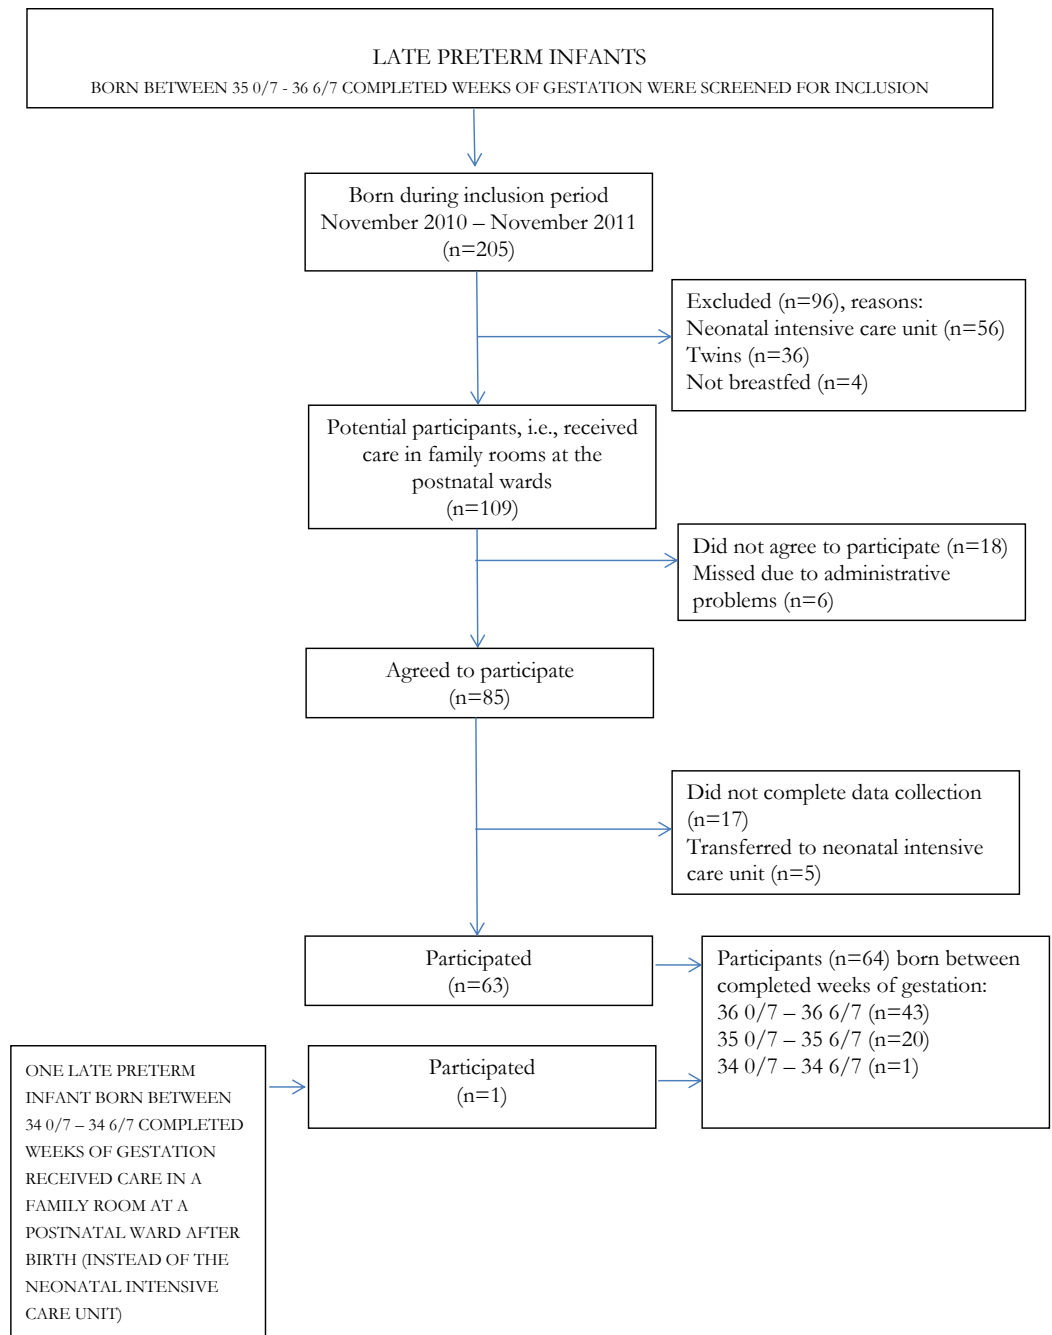 LATE PRETERM INFANTS
BORN BETWEEN 35 0/7 - 36 6/7 COMPLETED WEEKS OF GESTATION WERE SCREENED FOR INCLUSION
Born during inclusion period
November 2010 – November 2011
(n=205)
Excluded (n=96), reasons:
Neonatal intensive care unit (n=56)
Twins (n=36)
Not breastfed (n=4)
Potential participants, i.e., received
care in family rooms at the
postnatal wards
(n=109)
Did not agree to participate (n=18)
Missed due to administrative
problems (n=6)
Agreed to participate
(n=85)
Did not complete data collection
(n=17)
Transferred to neonatal intensive
care unit (n=5)
Participated
(n=63)
Participants (n=64) born between
completed weeks of gestation:
36 0/7 – 36 6/7 (n=43)
35 0/7 – 35 6/7 (n=20)
34 0/7 – 34 6/7 (n=1)
ONE LATE PRETERM
INFANT BORN BETWEEN
34 0/7 – 34 6/7 COMPLETED
WEEKS OF GESTATION
RECEIVED CARE IN A
FAMILY ROOM AT A
POSTNATAL WARD AFTER
BIRTH (INSTEAD OF THE
NEONATAL INTENSIVE
CARE UNIT)
Participated
(n=1)